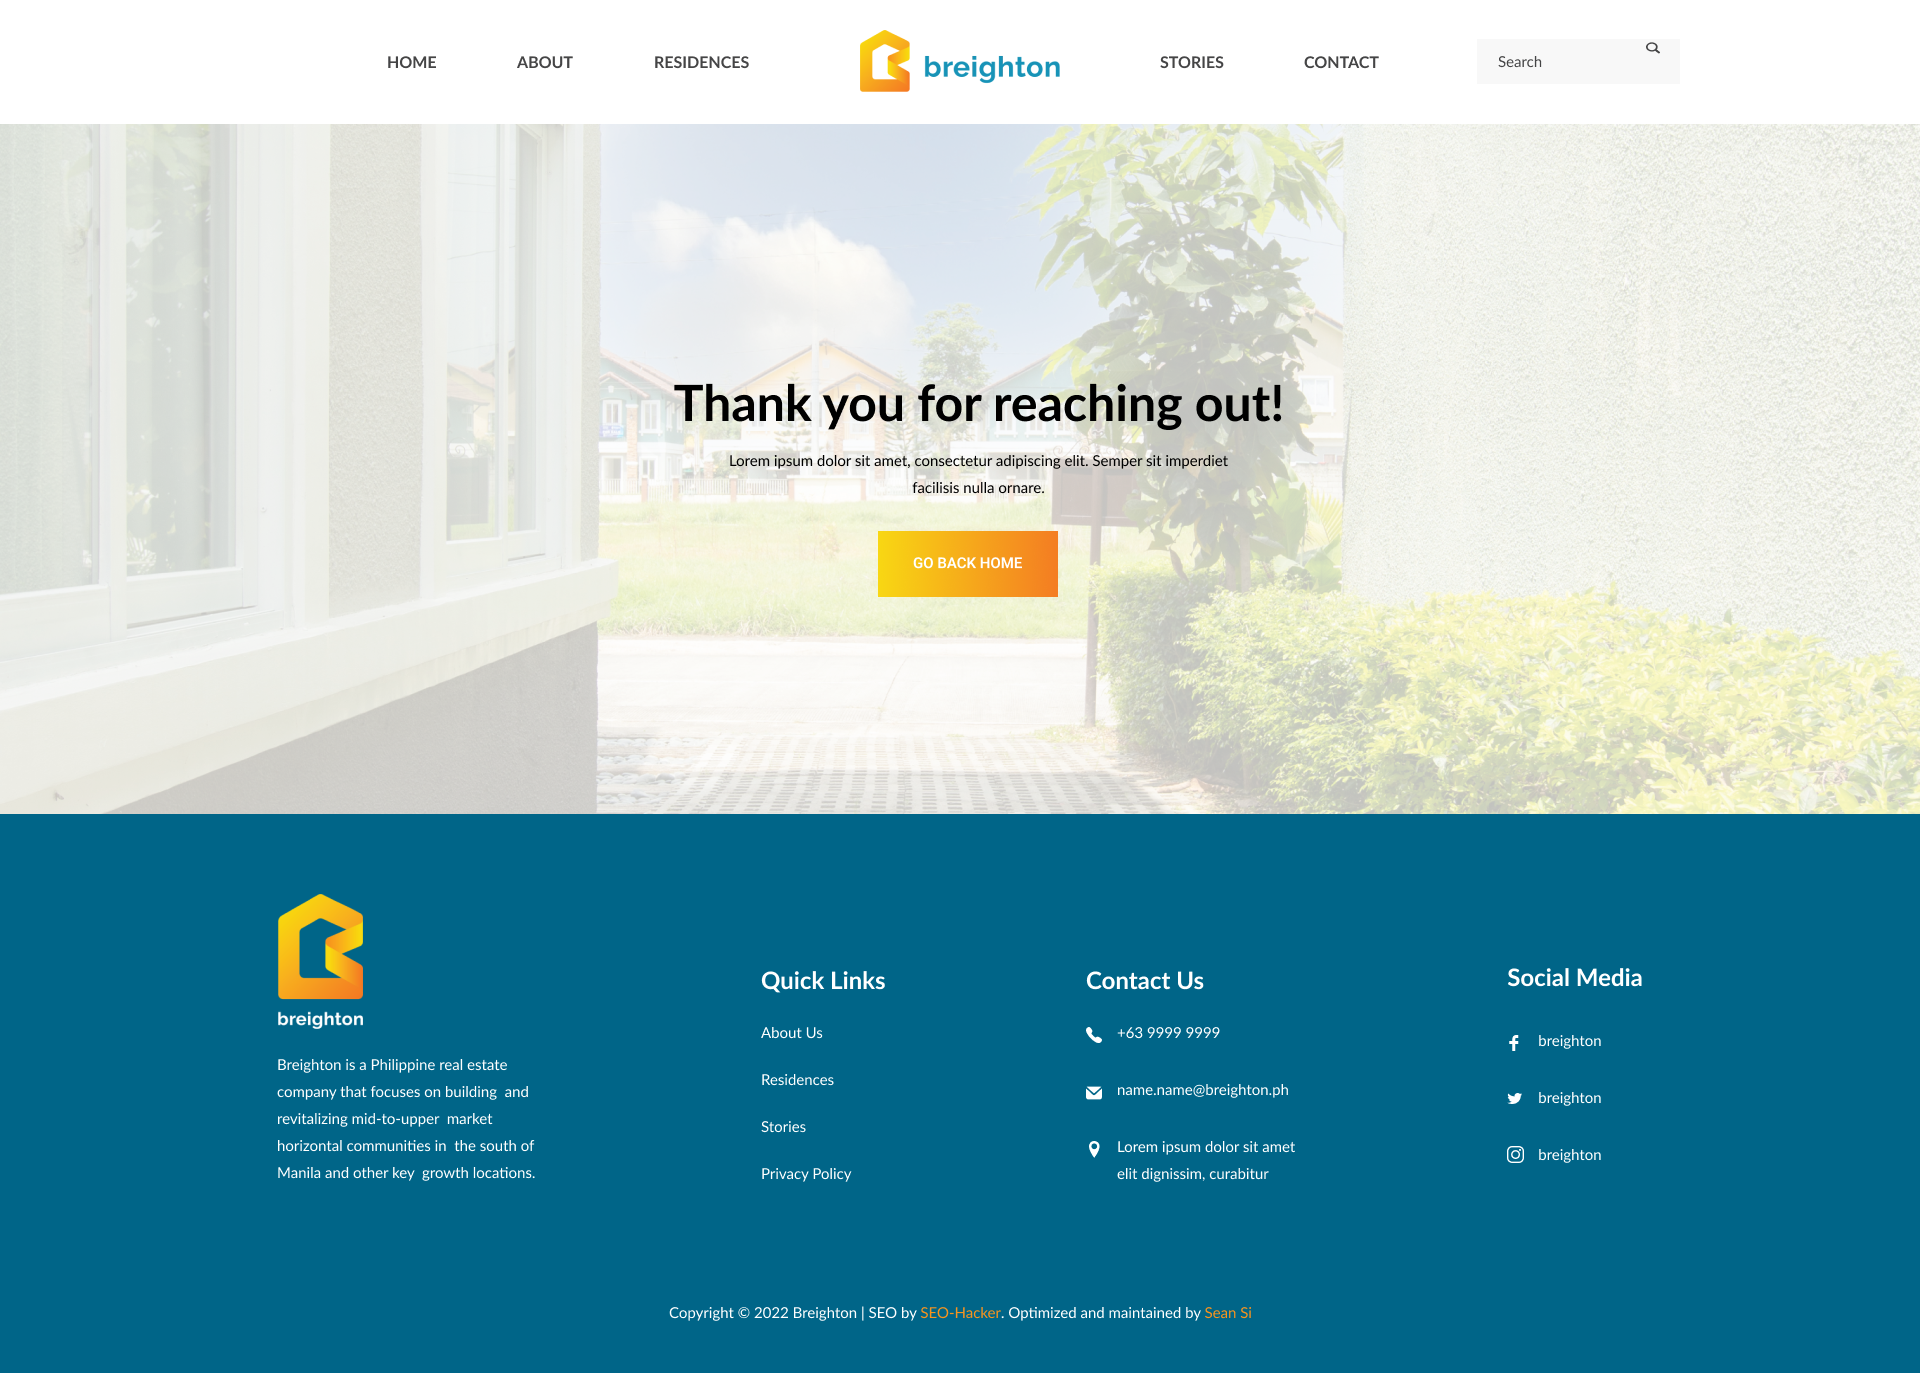 HOME
ABOUT
RESIDENCES
breighton
STORIES
CONTACT
Search
Thank you for reaching out!
Lorem ipsum dolor sit amet, consectetur adipiscing elit. Semper sit imperdiet
facilisis nulla ornare.
GO BACK HOME
breighton
Breighton is a Philippine real estate
company that focuses on building and
revitalizing mid-to-upper market
horizontal communities in the south of
Manila and other key growth locations.
Quick Links
About Us
Residences
Stories
Privacy Policy
Contact Us
+63 9999 9999
name.name@breighton.ph
Lorem ipsum dolor sit amet
elit dignissim, curabitur
Social Media
breighton
breighton
breighton
Copyright © 2022 Breighton | SEO by SEO-Hacker. Optimized and maintained by Sean Si